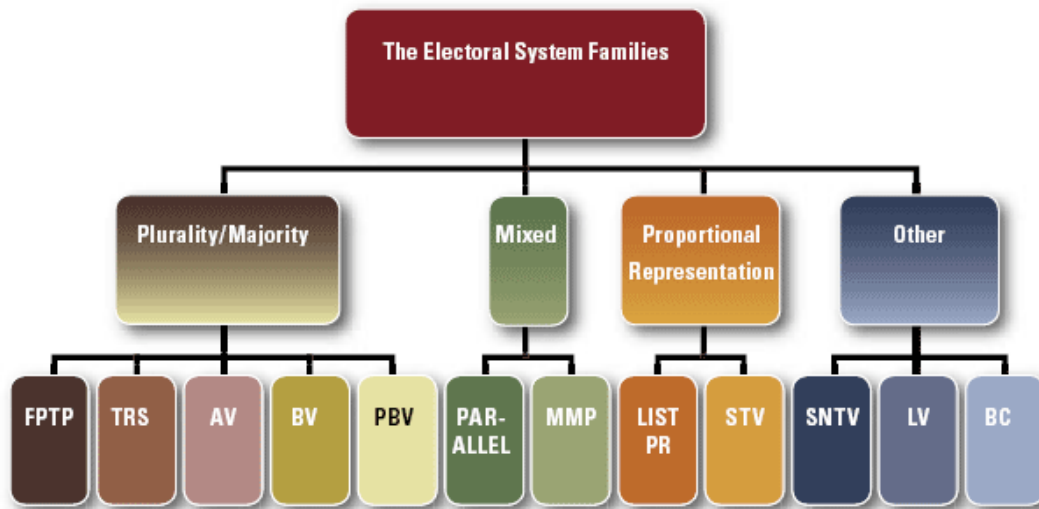 The Electoral System Families
Plurality/Majority
Mixed
Proportional
Representation
Other
FPTP
TRS
AV
BV
PBV
PAR-
ALLEL
MMP
LIST
PR
STV
SNTV
LV
BC